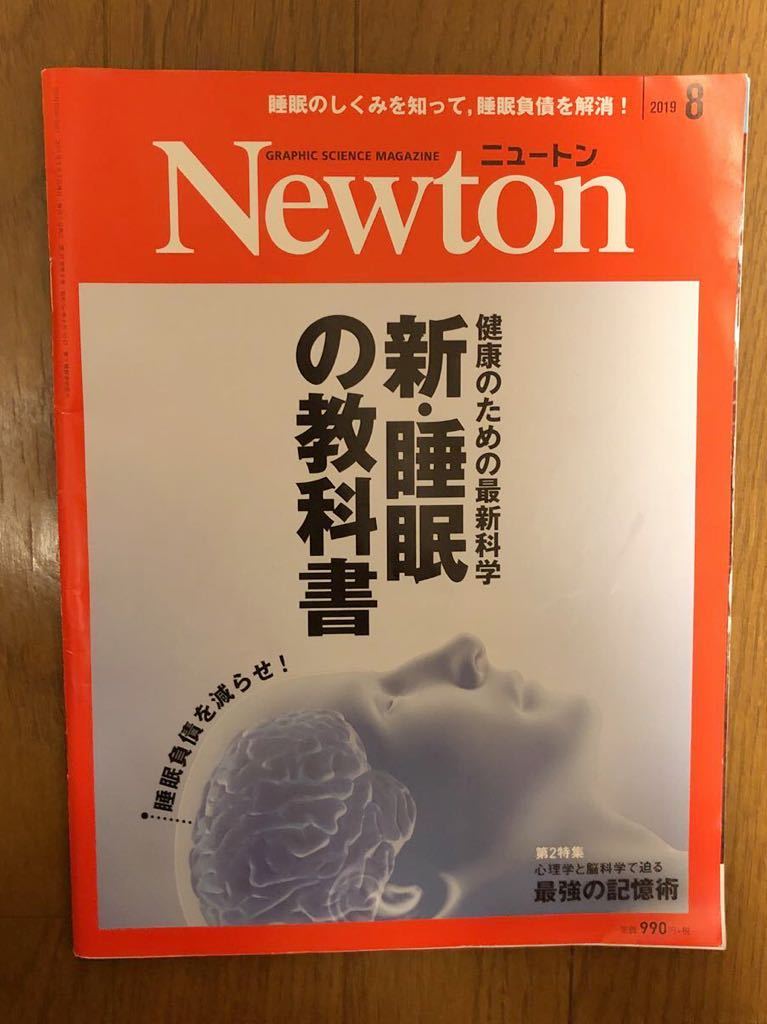 睡眠のしくみを知って,睡眠負債を解消!
2019 8
GRAPHIC SCIENCE MAGAZINE
ニュートン
Newton
健康のための最新科学
新・睡眠
の教科書
睡眠負債を減らせ!
第2特集
心理学と脳科学で迫る
最強の記憶術
定価990円+税